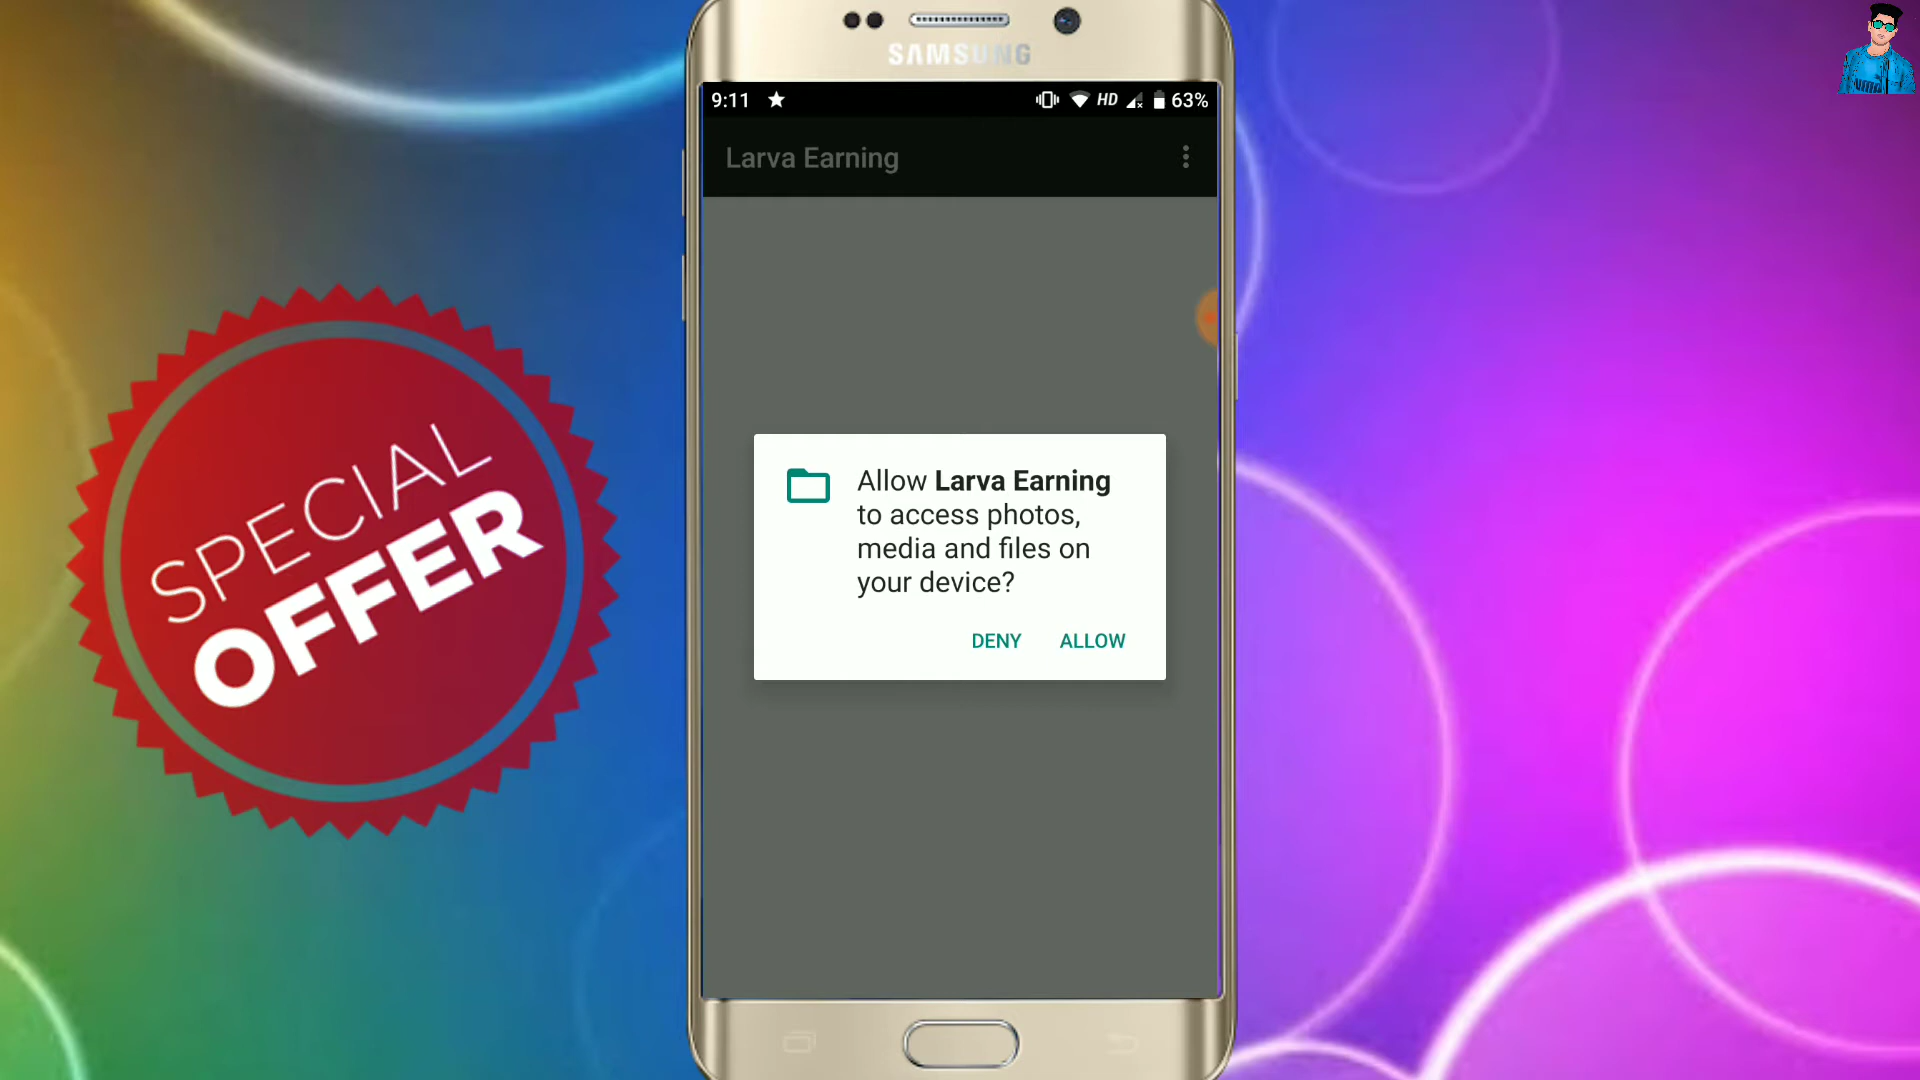 SAMSUNG
9:11
HD
63%
Larva Earning
Allow Larva Earning
to access photos,
media and files on
your device?
DENY ALLOW
SPECIAL
OFFER